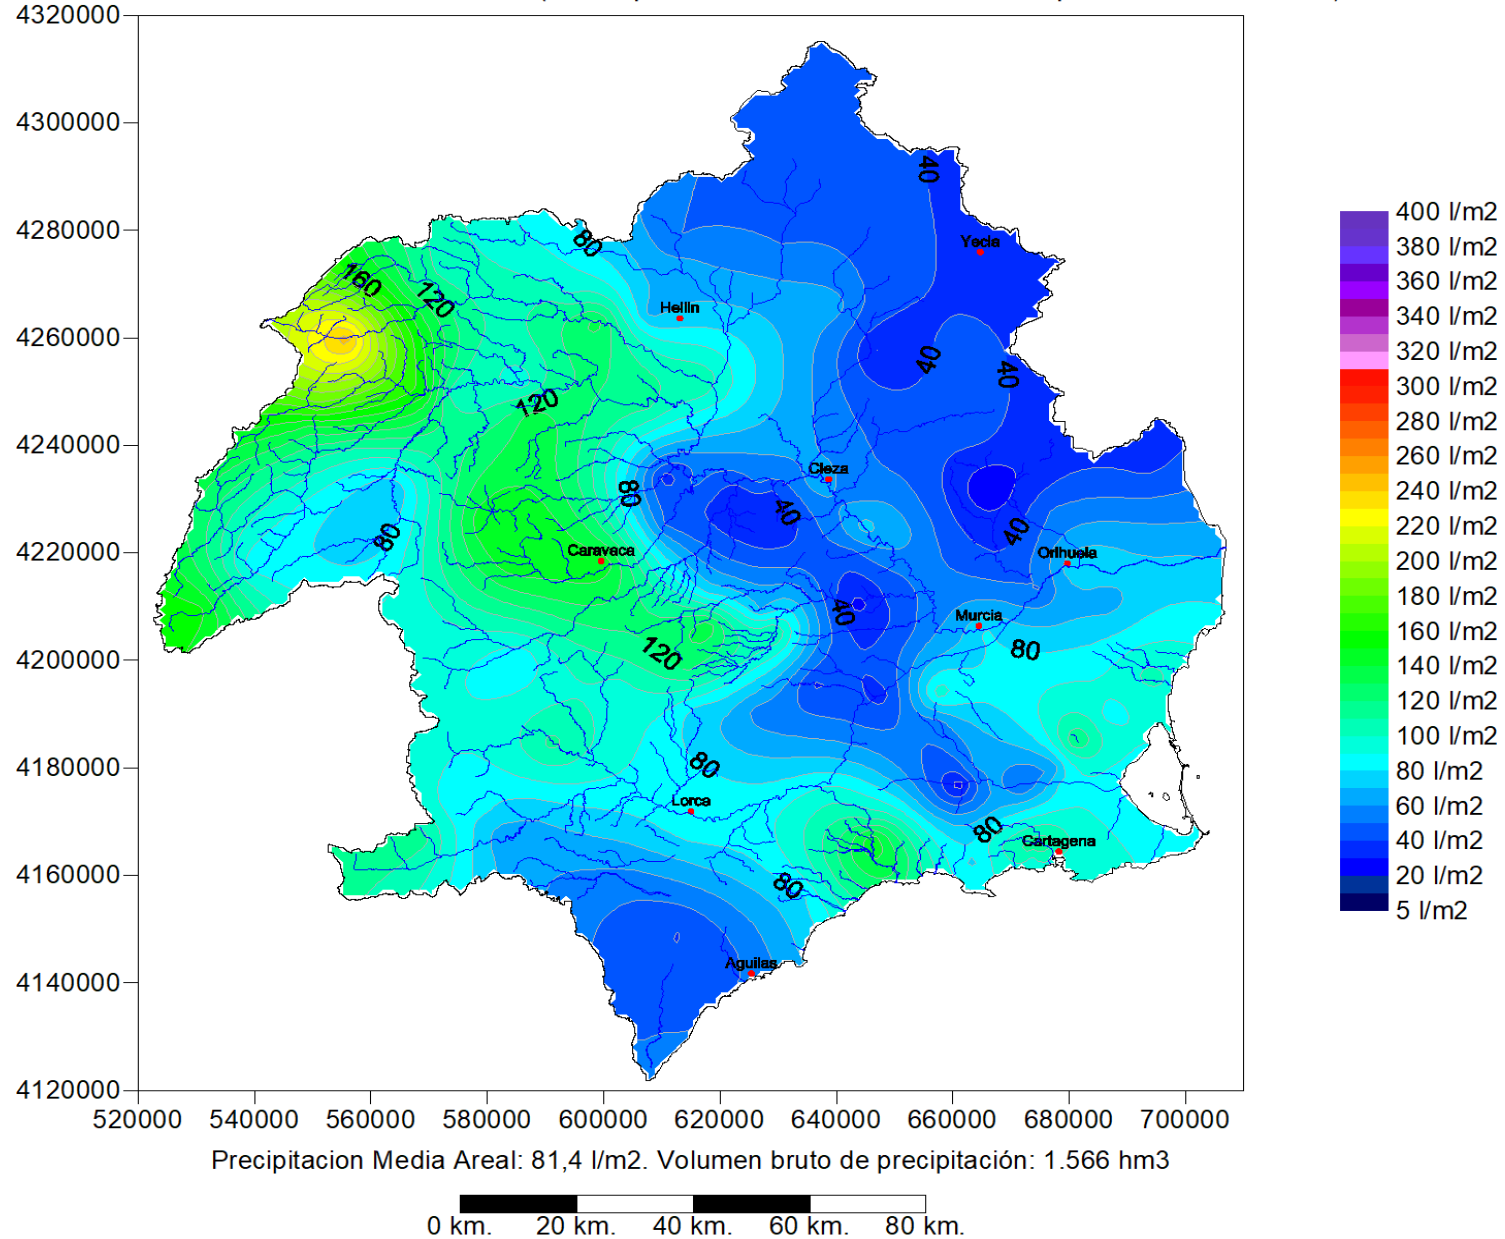 4320000
4300000
4280000
4260000
4240000
4220000
4200000
4180000
4160000
4140000
4120000
520000 540000 560000 580000 600000 620000 640000 660000 680000 700000
40
Yecla
80
160
120
Hellin
40
40
120
80
Cieza
40
40
80
Caravaca
Orihuela
40
Murcia
120
80
80
Lorca
80
Cartagena
80
Aguilas
400 l/m2
380 l/m2
360 l/m2
340 l/m2
320 l/m2
300 l/m2
280 l/m2
260 l/m2
240 l/m2
220 l/m2
200 l/m2
180 l/m2
160 l/m2
140 l/m2
120 l/m2
100 l/m2
80 l/m2
60 l/m2
40 l/m2
20 l/m2
5 l/m2
Precipitacion Media Areal: 81,4 l/m2. Volumen bruto de precipitación: 1.566 hm3
0 km. 20 km. 40 km. 60 km. 80 km.